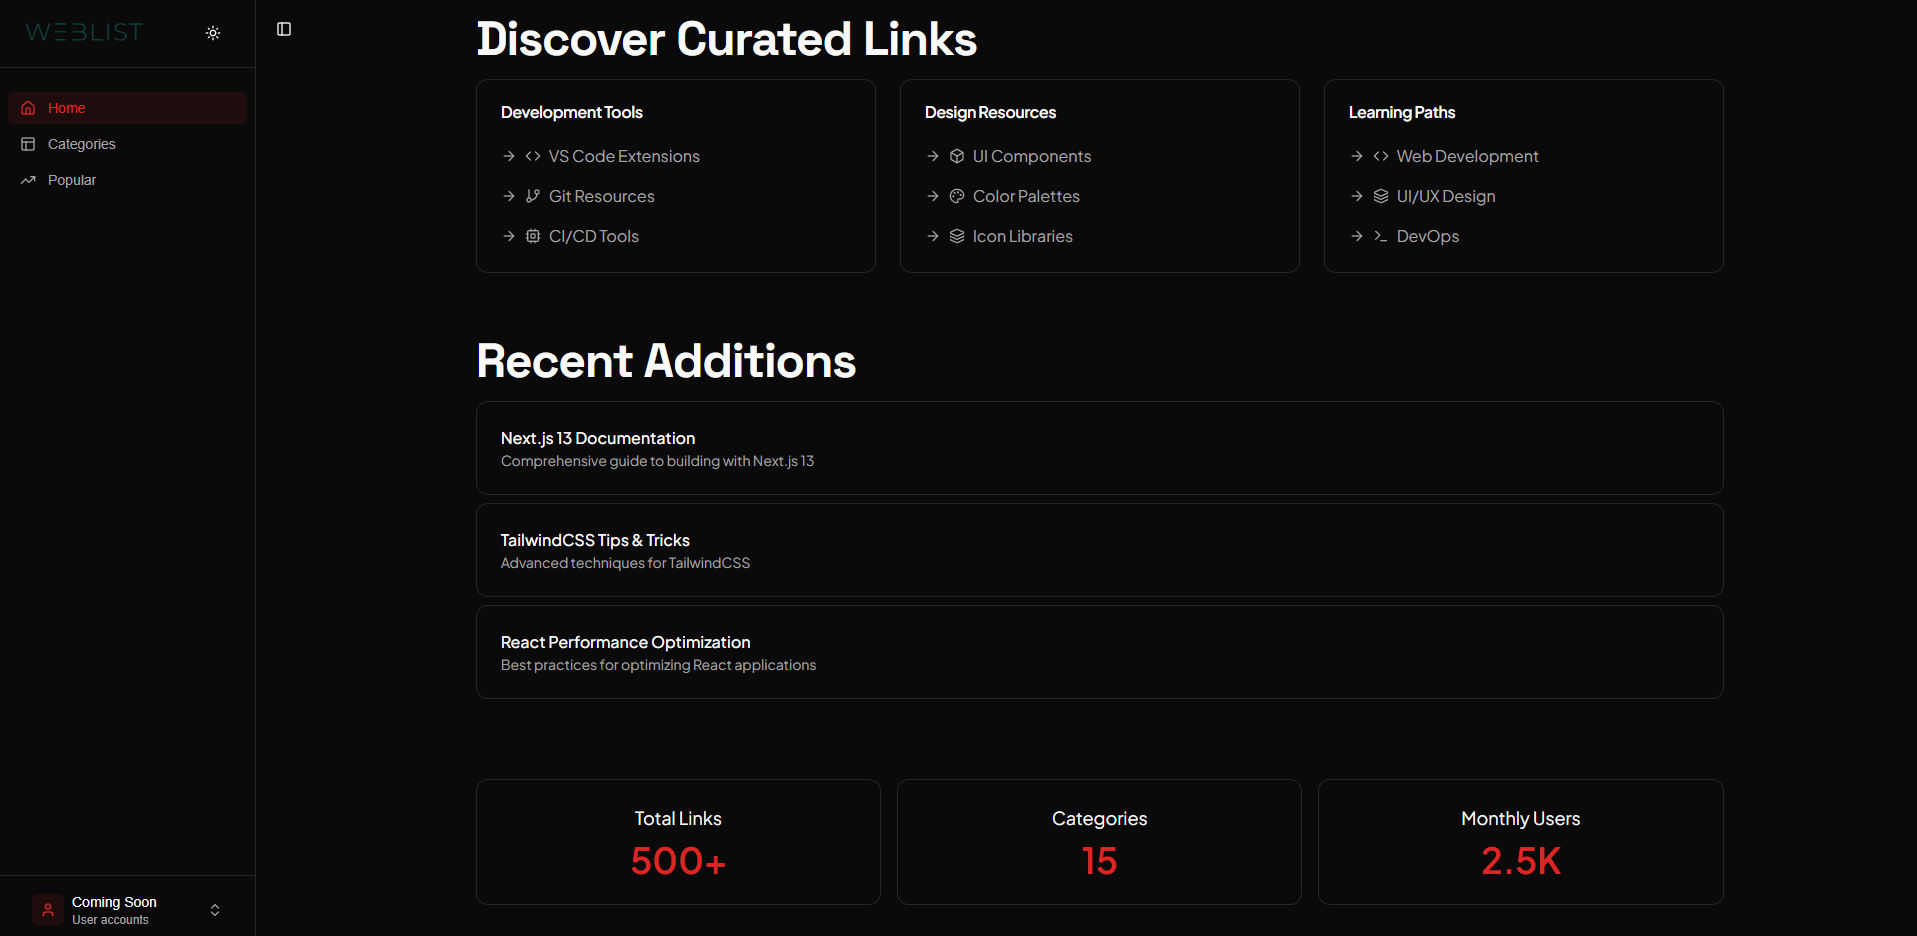 WEBLIST
Home
Categories
Popular
Coming Soon
User accounts
Discover Curated Links
Development Tools
VS Code Extensions
Git Resources
CI/CD Tools
Design Resources
UI Components
Color Palettes
Icon Libraries
Learning Paths
Web Development
UI/UX Design
DevOps
Recent Additions
Next.js 13 Documentation
Comprehensive guide to building with Next.js 13
TailwindCSS Tips & Tricks
Advanced techniques for TailwindCSS
React Performance Optimization
Best practices for optimizing React applications
Total Links
500+
Categories
15
Monthly Users
2.5K